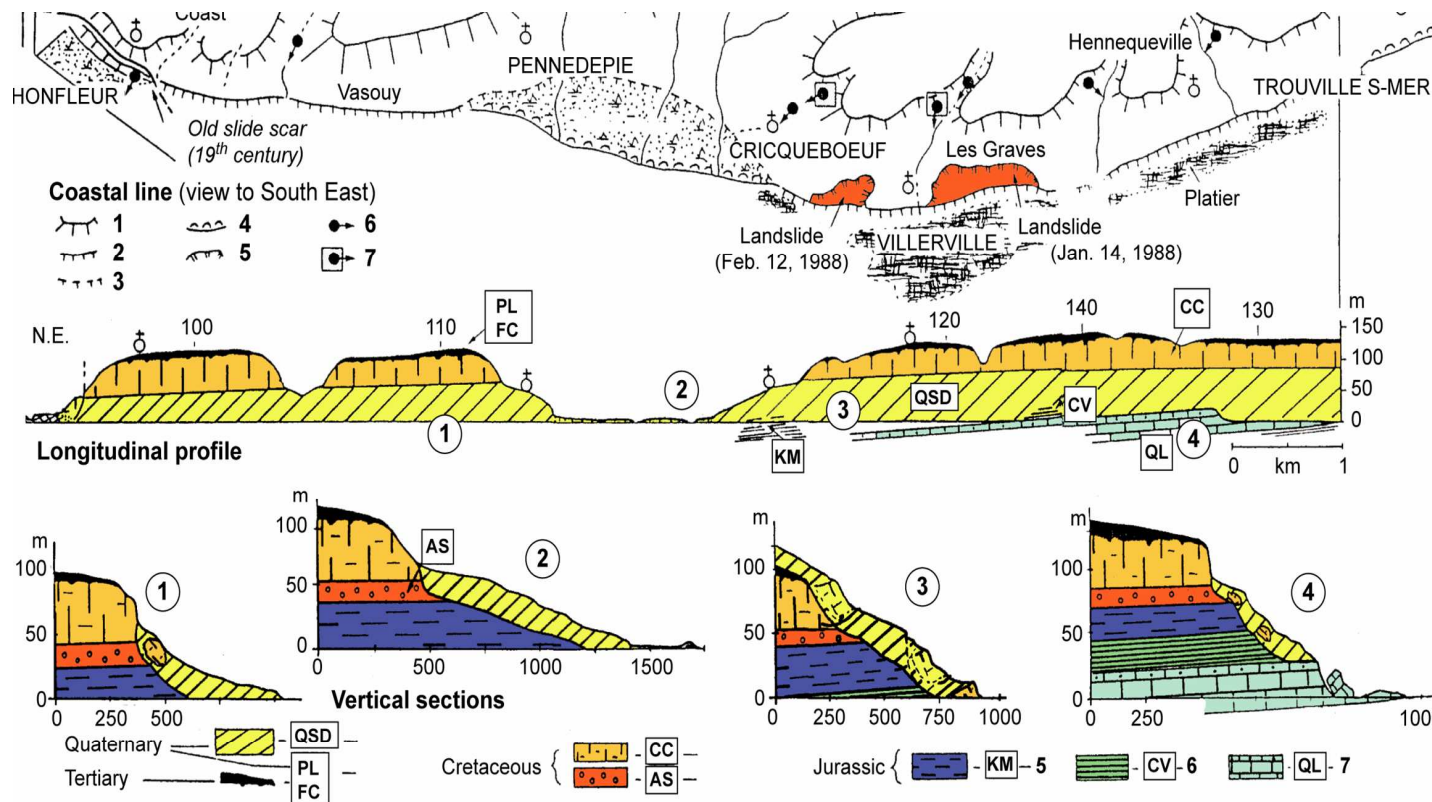 Coast
Hennequeville
HONFLEUR
Vasouy
PENNEDEPIE
TROUVILLE S-MER
Old slide scar
(19th century)
CRICQUEBOEUF
Les Graves
Platier
Coastal line (view to South East)
1 4 6
2 5 7
3
Landslide
(Feb. 12, 1988)
VILLERVILLE
Landslide
(Jan. 14, 1988)
N.E.
100
110
PL
FC
120
140
CC
130
m
150
100
50
0
1
2
3
QSD
CV
4
KM
QL
Longitudinal profile
0 km 1
m
100
50
0
0 500
1
m
100
50
0
0 500 1000 1500
AS
2
Vertical sections
m
100
50
0
0 250 500 750 1000
3
m
100
50
0
0 250 100
4
Quaternary
QSD
PL
FC
Tertiary
Cretaceous
CC
AS
Jurassic
KM 5
CV 6
QL 7